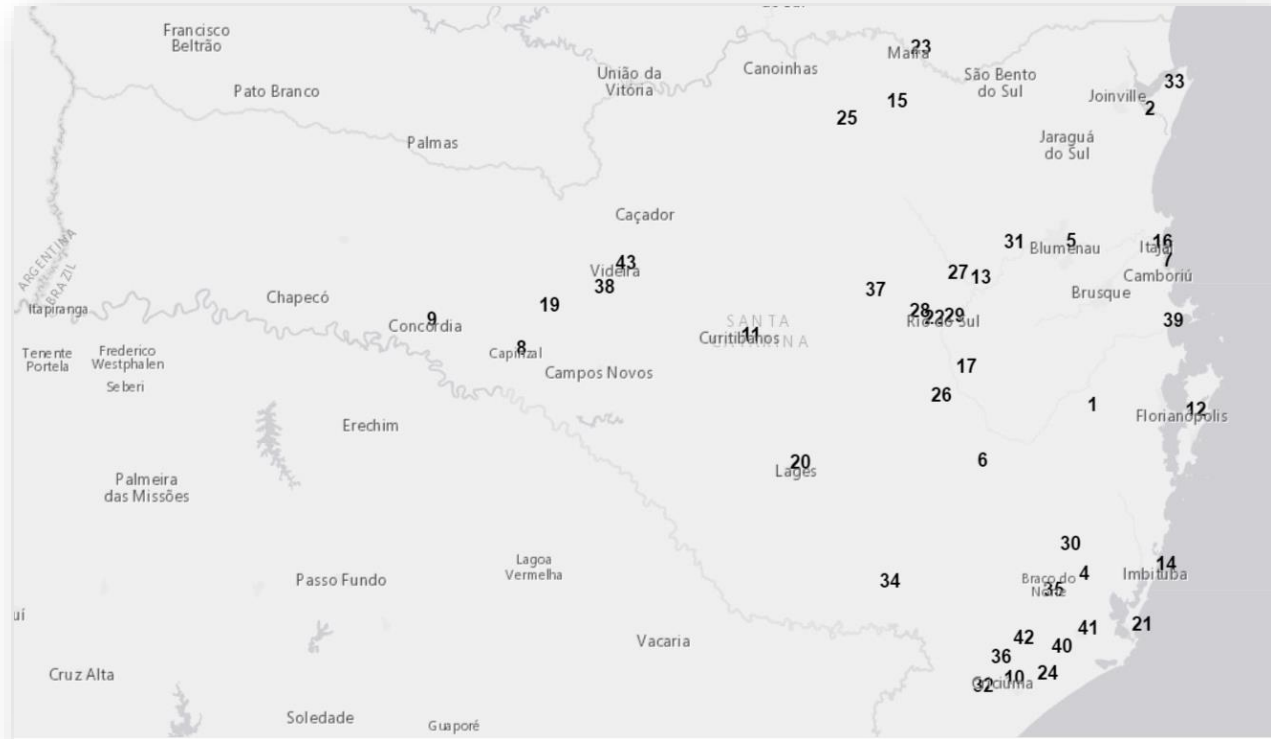 Francisco
Beltrão
23
Mafra
União da
Vitória
Canoinhas
São Bento
do Sul
33
Joinville
2
Pato Branco
15
25
Palmas
Jaraguá
do Sul
Caçador
ARGENTINA
BRAZIL
31
5
Blumenau
16
Itajaí
7
43
Videira
38
27
13
Camboriú
37
Brusque
Chapecó
19
Itapiranga
9
Concórdia
28
22
29
Rio do Sul
39
SANTA
CATARINA
11
Curitibanos
8
Capinzal
Tenente
Portela
Frederico
Westphalen
Seberi
Campos Novos
17
26
1
12
Florianópolis
Erechim
20
Lages
6
Palmeira
das Missões
30
Lagoa
Vermelha
Passo Fundo
34
4
Braço do
Norte
35
14
Imbituba
uí
21
41
42
40
Vacaria
36
24
10
32
Criciúma
Cruz Alta
Soledade
Guaporé